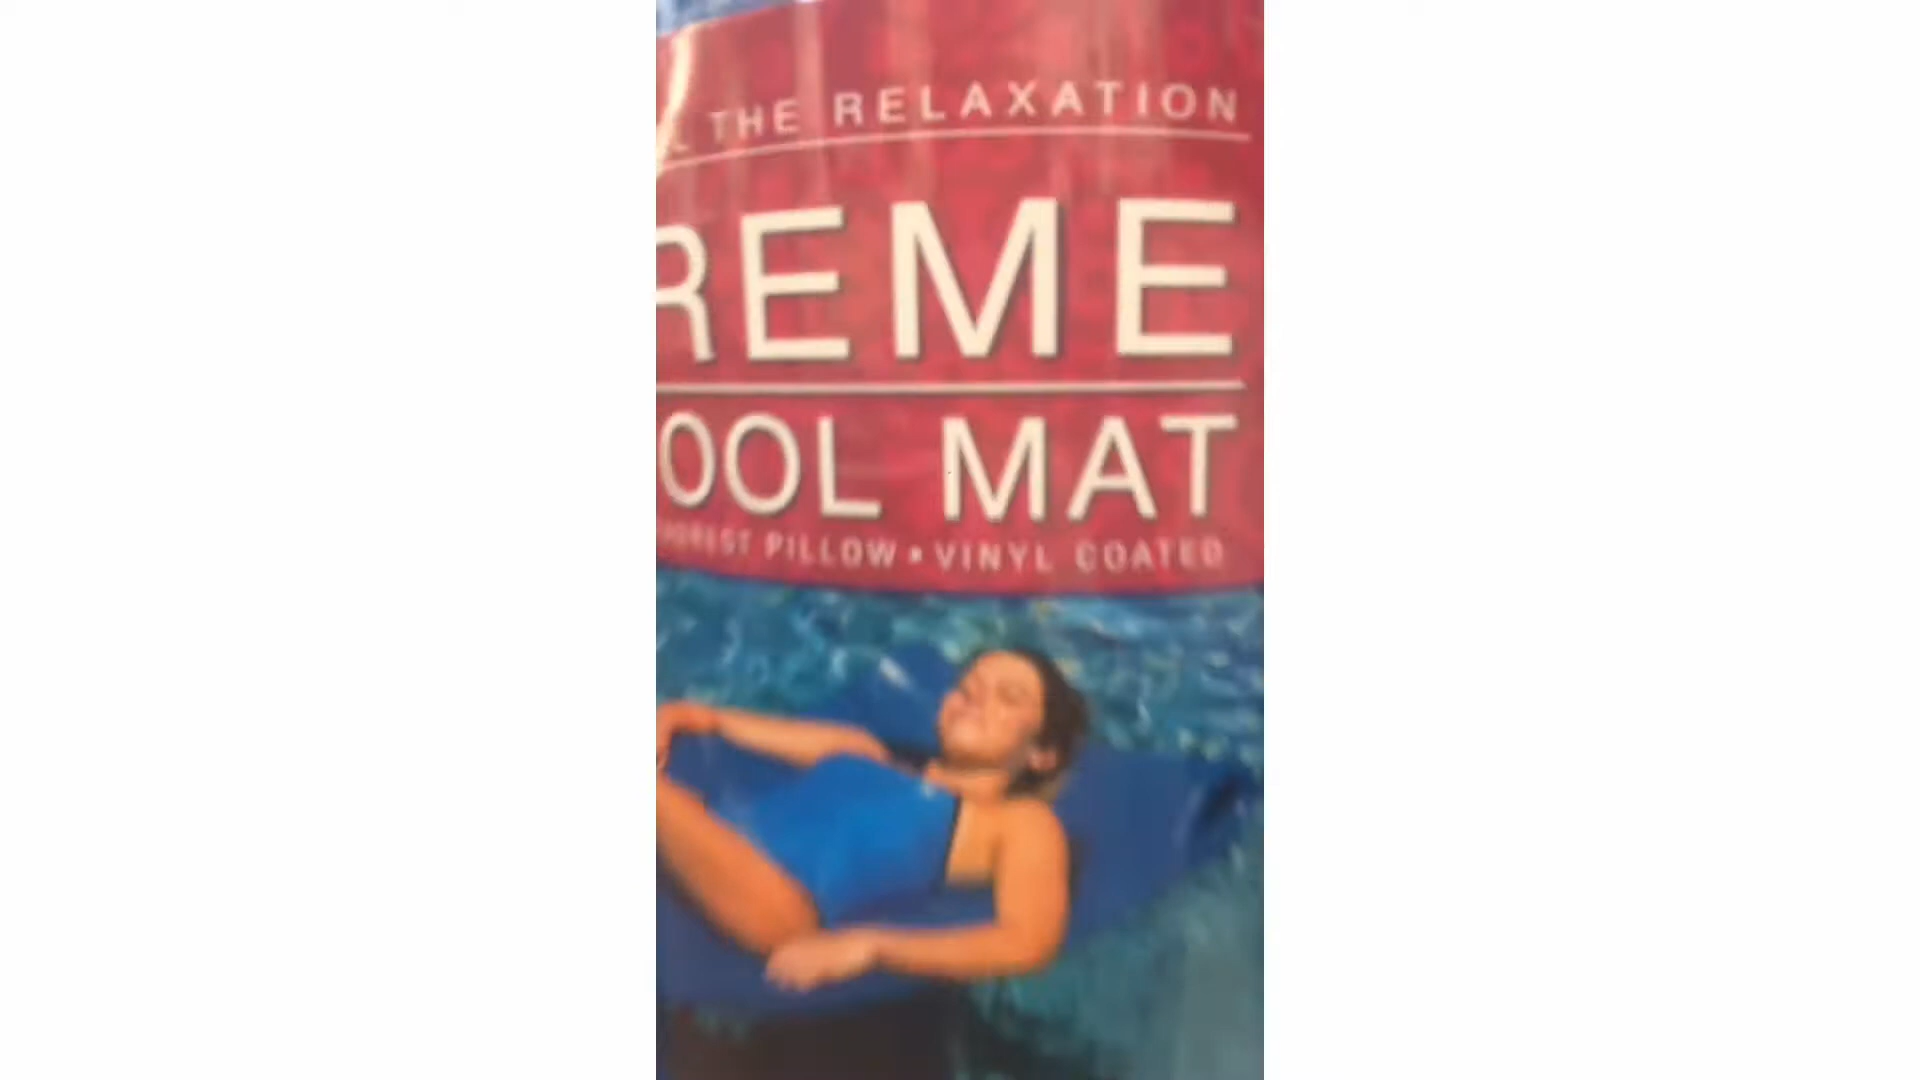 THE RELAXATION
REME
OOL MAT
PILLOW • VINYL COATED